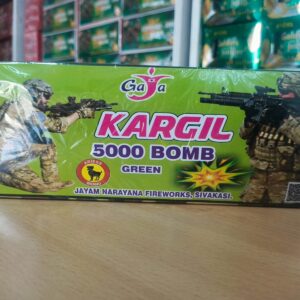 Gaja
KARGIL
5000 BOMB
GREEN
JAYAM NARAYANA FIREWORKS, SIVAKASI.